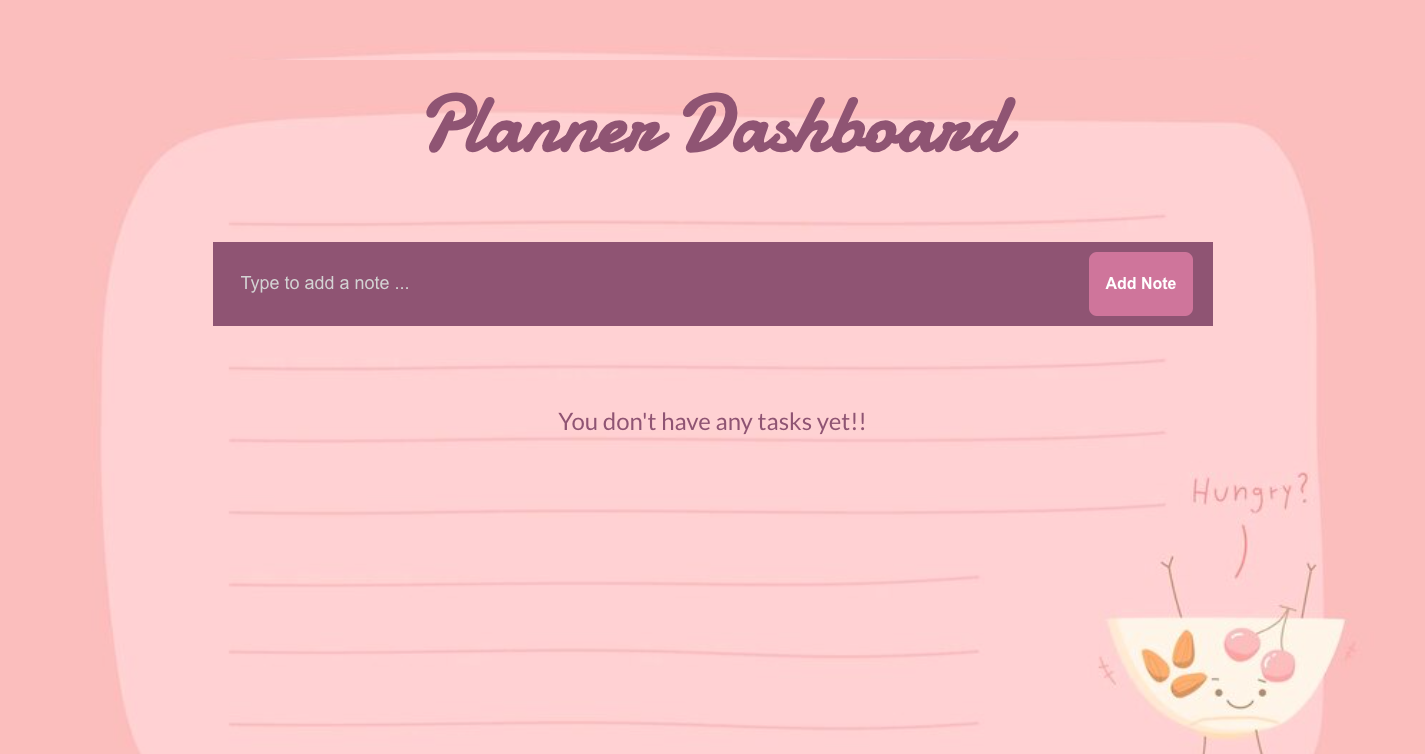 Planner Dashboard
Type to add a note ...
Add Note
You don't have any tasks yet!!
Hungry?